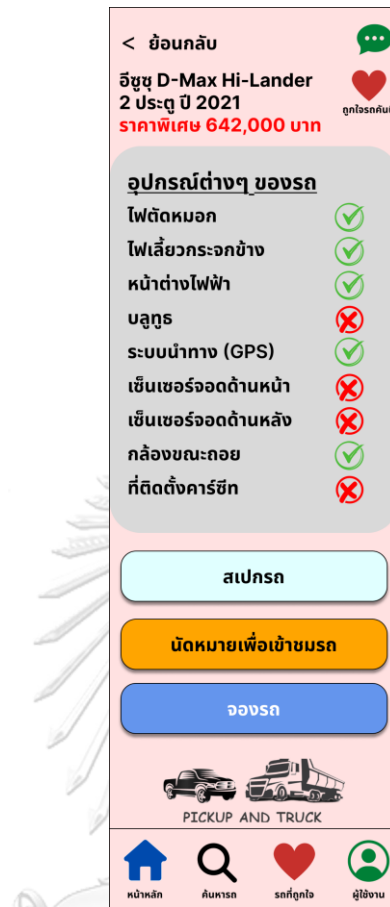 < ย้อนกลับ
อีซูซุ D-Max Hi-Lander
2 ประตู ปี 2021
ราคาพิเศษ 642,000 บาท
ถูกใจรถคันนี้
อุปกรณ์ต่างๆ ของรถ
ไฟตัดหมอก
ไฟเลี้ยวกระจกข้าง
หน้าต่างไฟฟ้า
บลูทูธ
ระบบนำทาง (GPS)
เซ็นเซอร์จอดด้านหน้า
เซ็นเซอร์จอดด้านหลัง
กล้องขณะถอย
ที่ติดตั้งคาร์ซีท
สเปกรถ
นัดหมายเพื่อเข้าชมรถ
จองรถ
PICKUP AND TRUCK
หน้าหลัก
ค้นหารถ
รถที่ถูกใจ
ผู้ใช้งาน